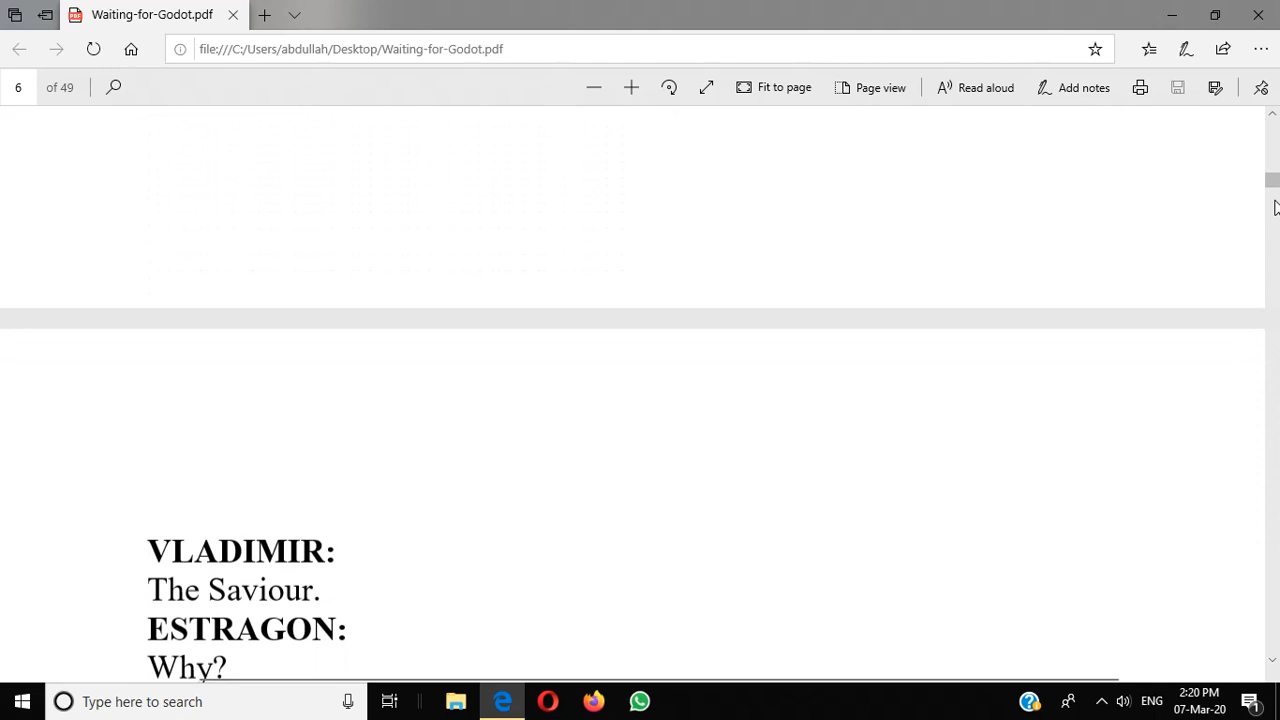 Waiting-for-Godot.pdf
file:///C:/Users/abdullah/Desktop/Waiting-for-Godot.pdf
6 of 49 Fit to page Page view Read aloud Add notes
VLADIMIR:
The Saviour.
ESTRAGON:
Why?
Type here to search ENG 2:20 PM
07-Mar-20